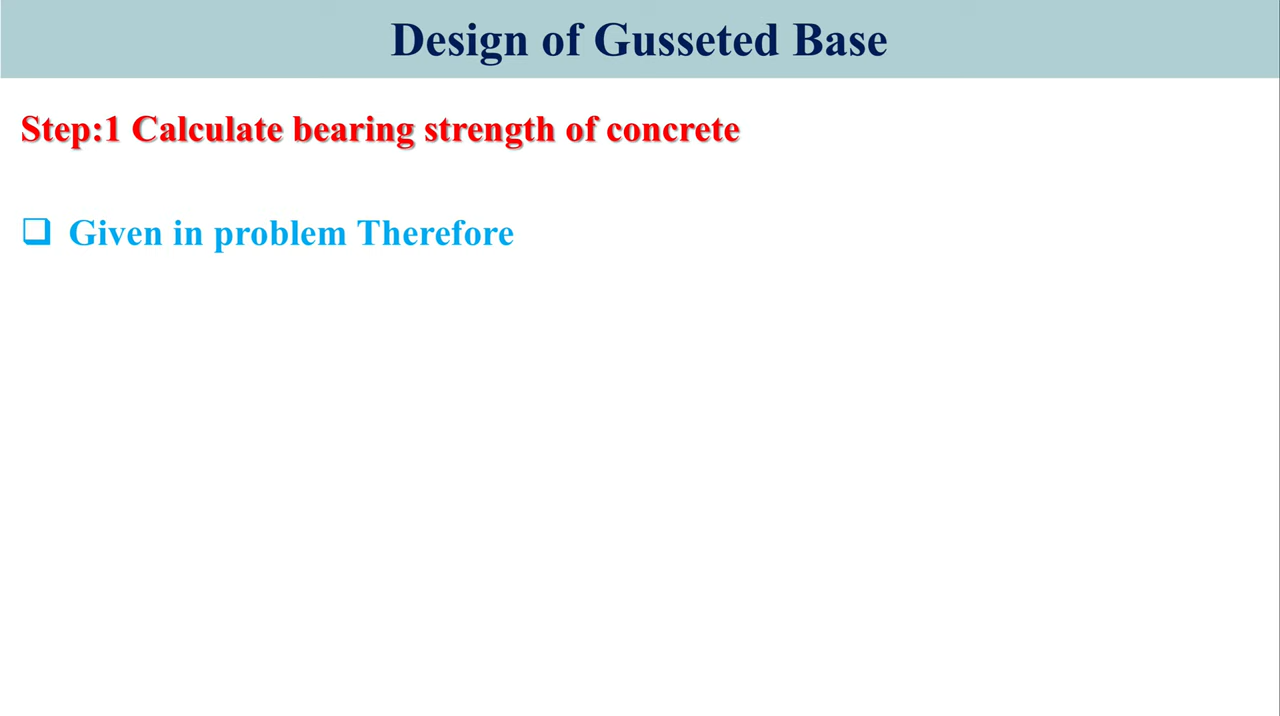 Design of Gusseted Base
Step:1 Calculate bearing strength of concrete
❑ Given in problem Therefore